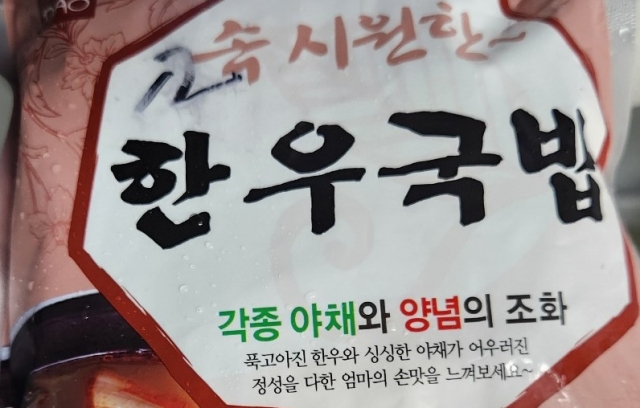 속 시원한~
한우국밥
각종 야채와 양념의 조화
푹고아진 한우와 싱싱한 야채가 어우러진
정성을 다한 엄마의 손맛을 느껴보세요~